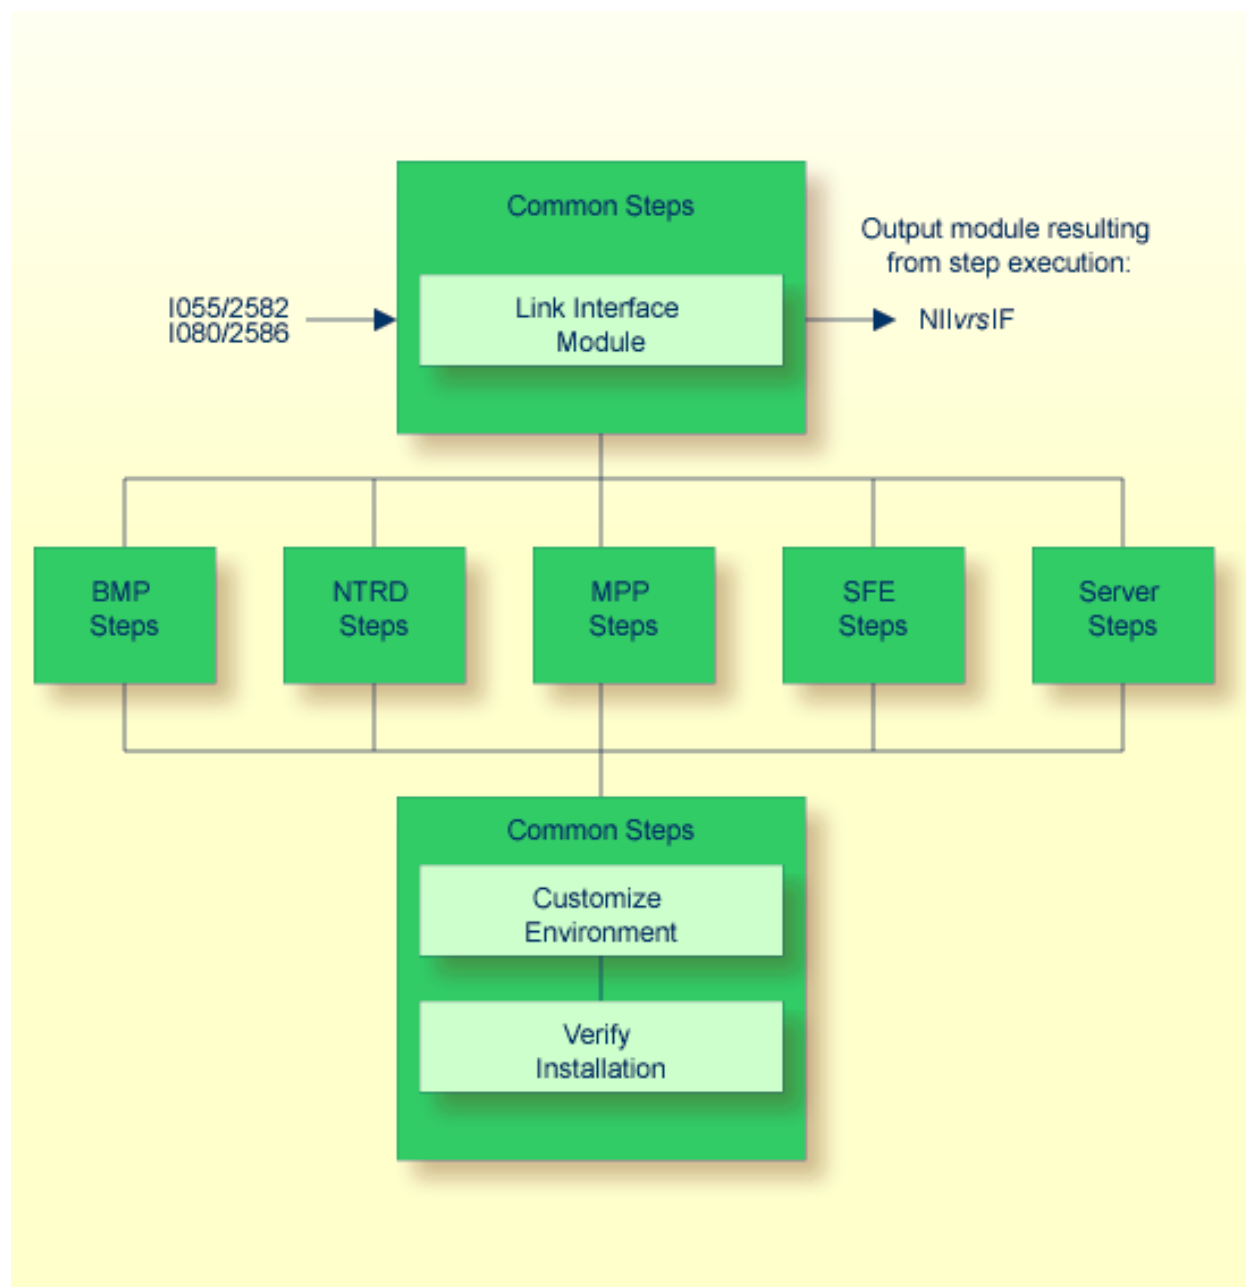 Common Steps
Output module resulting
from step execution:
I055/2582
I080/2586
Link Interface
Module
NIIvrsIF
BMP
Steps
NTRD
Steps
MPP
Steps
SFE
Steps
Server
Steps
Common Steps
Customize
Environment
Verify
Installation